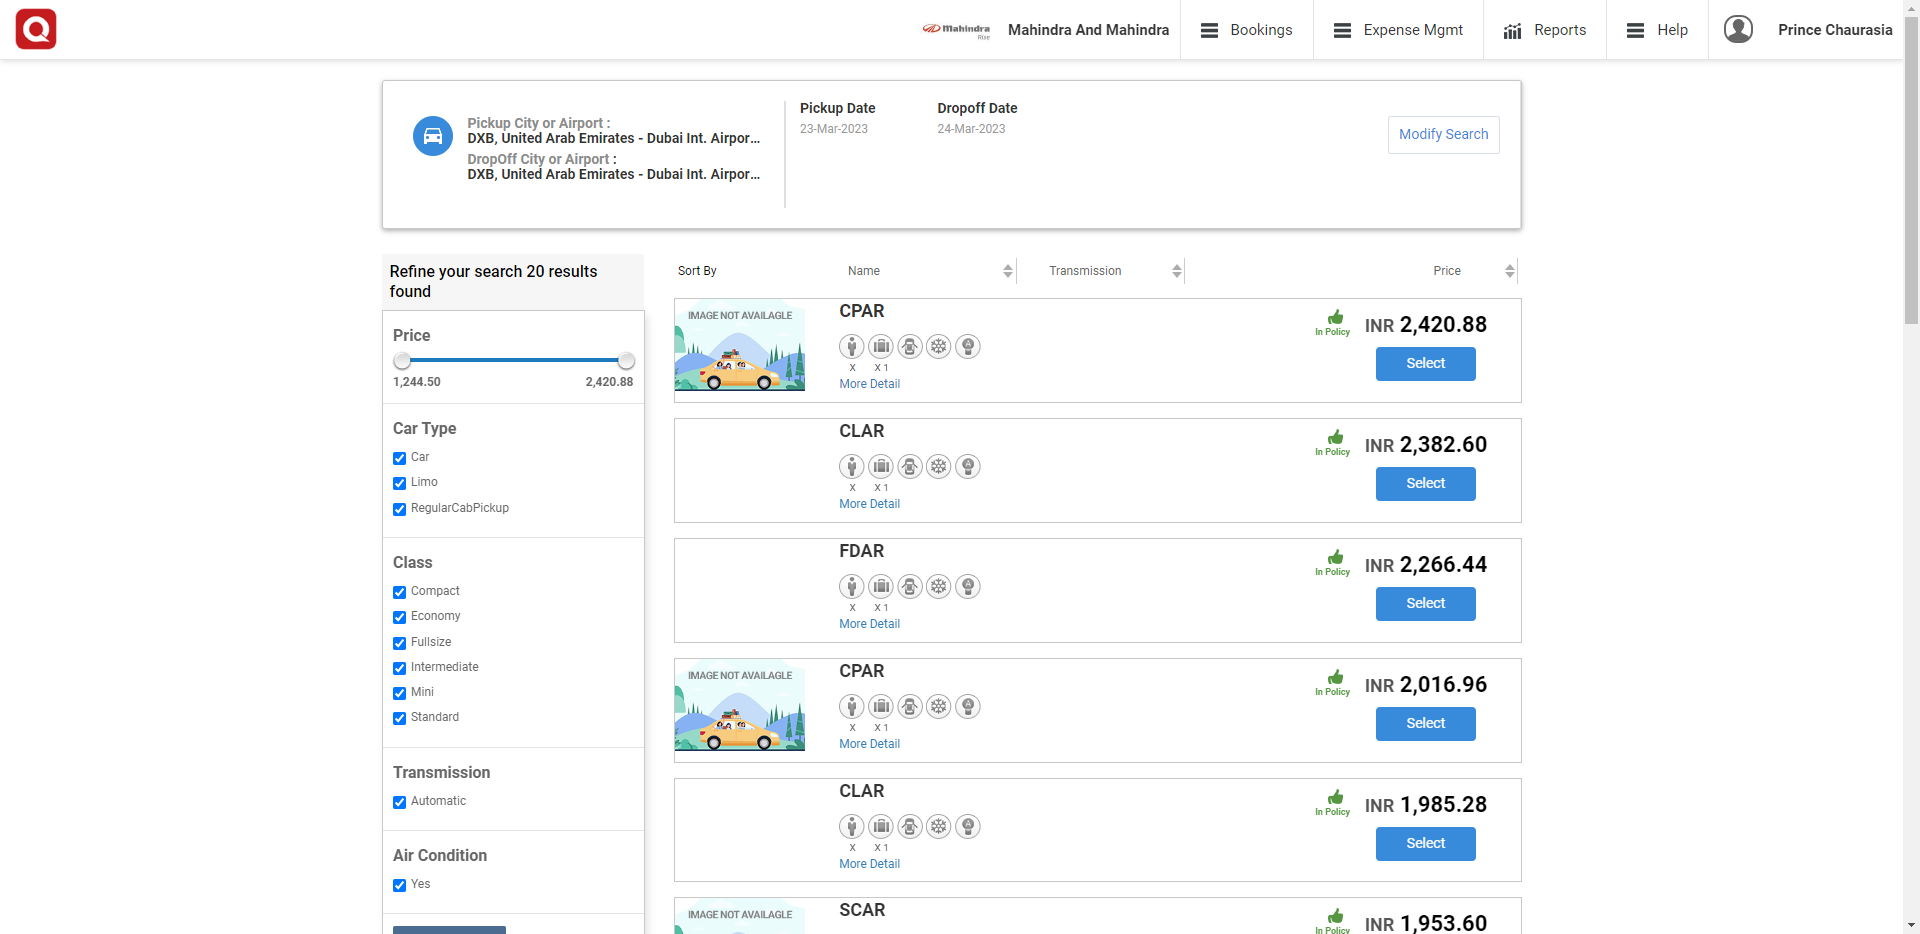 Q
Mahindra
Rise
Mahindra And Mahindra
Bookings
Expense Mgmt
Reports
Help
Prince Chaurasia
Pickup City or Airport :
DXB, United Arab Emirates - Dubai Int. Airpor...
DropOff City or Airport :
DXB, United Arab Emirates - Dubai Int. Airpor...
Pickup Date
23-Mar-2023
Dropoff Date
24-Mar-2023
Modify Search
Refine your search 20 results
found
Price
1,244.50 2,420.88
Car Type
Car
Limo
RegularCabPickup
Class
Compact
Economy
Fullsize
Intermediate
Mini
Standard
Transmission
Automatic
Air Condition
Yes
Sort By Name Transmission Price
IMAGE NOT AVAILAGLE
CPAR
X X 1
More Detail
In Policy
INR 2,420.88
Select
CLAR
X X 1
More Detail
In Policy
INR 2,382.60
Select
FDAR
X X 1
More Detail
In Policy
INR 2,266.44
Select
IMAGE NOT AVAILAGLE
CPAR
X X 1
More Detail
In Policy
INR 2,016.96
Select
CLAR
X X 1
More Detail
In Policy
INR 1,985.28
Select
IMAGE NOT AVAILAGLE
SCAR
In Policy
INR 1,953.60